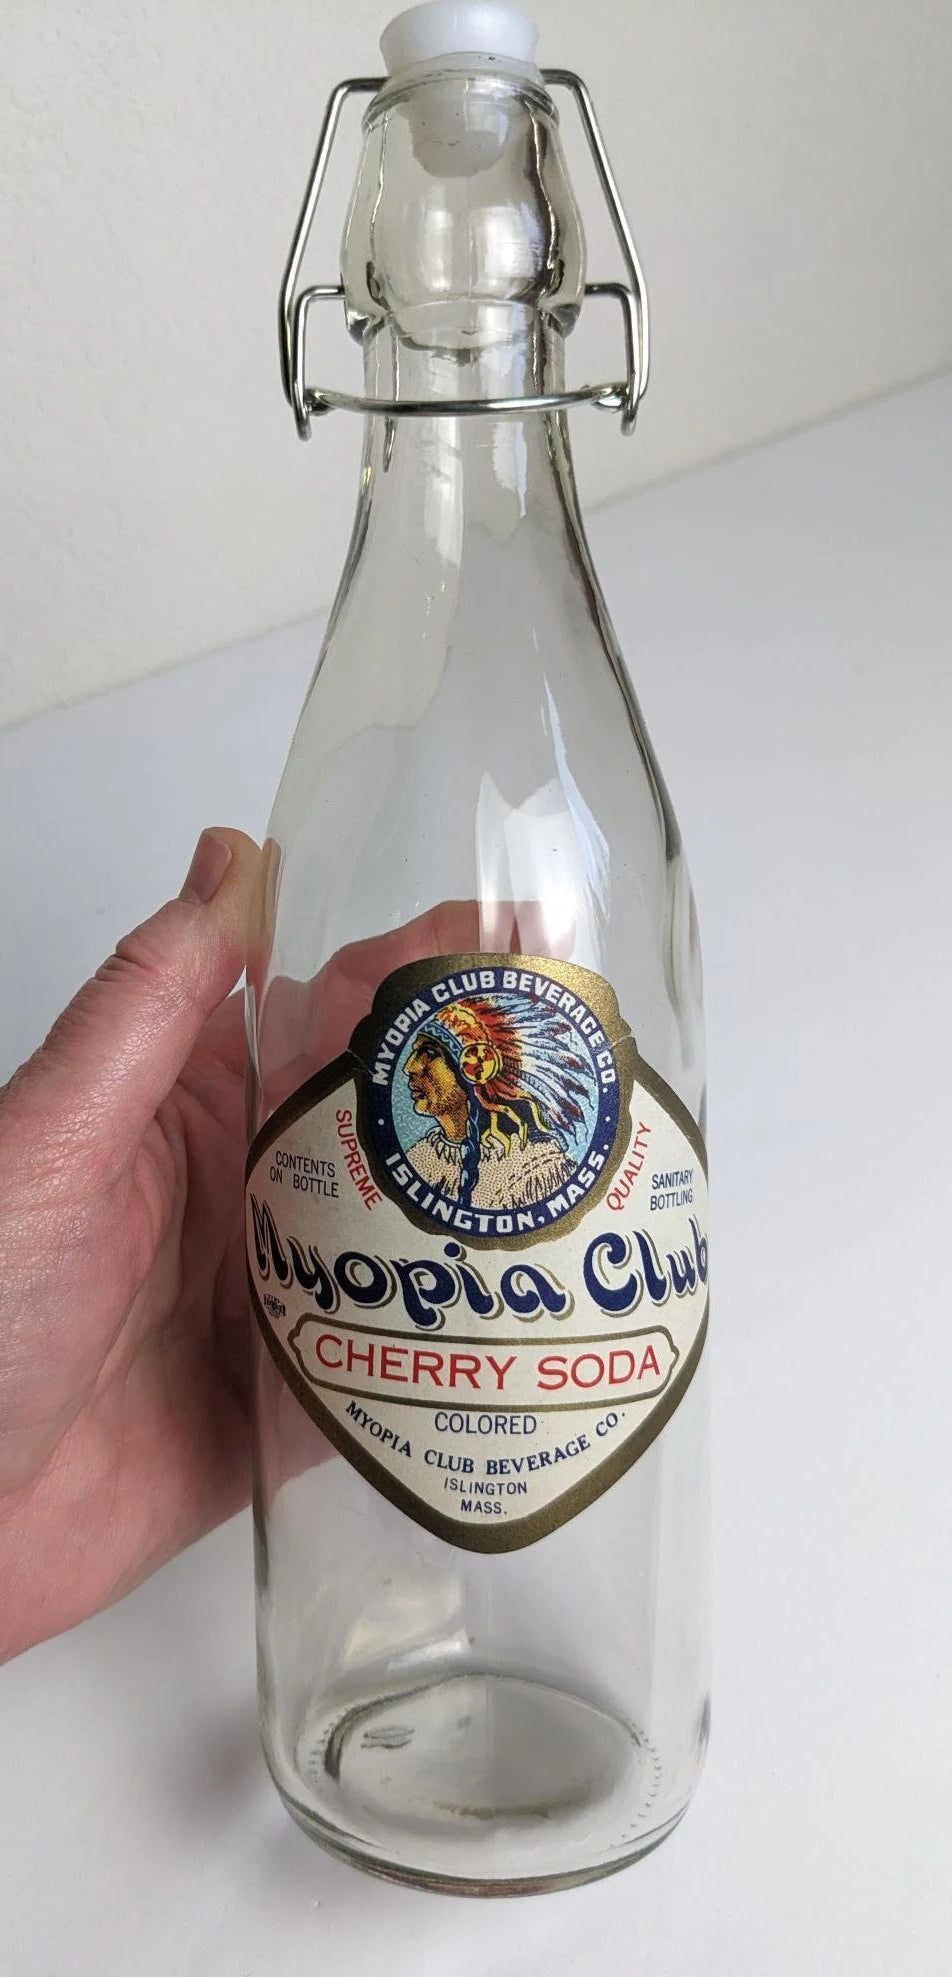 MYOPIA CLUB BEVERAGE CO
ISLINGTON, MASS.
SUPREME
QUALITY
CONTENTS
ON BOTTLE
SANITARY
BOTTLING
Myopia Club
CHERRY SODA
COLORED
MYOPIA CLUB BEVERAGE CO.
ISLINGTON
MASS.